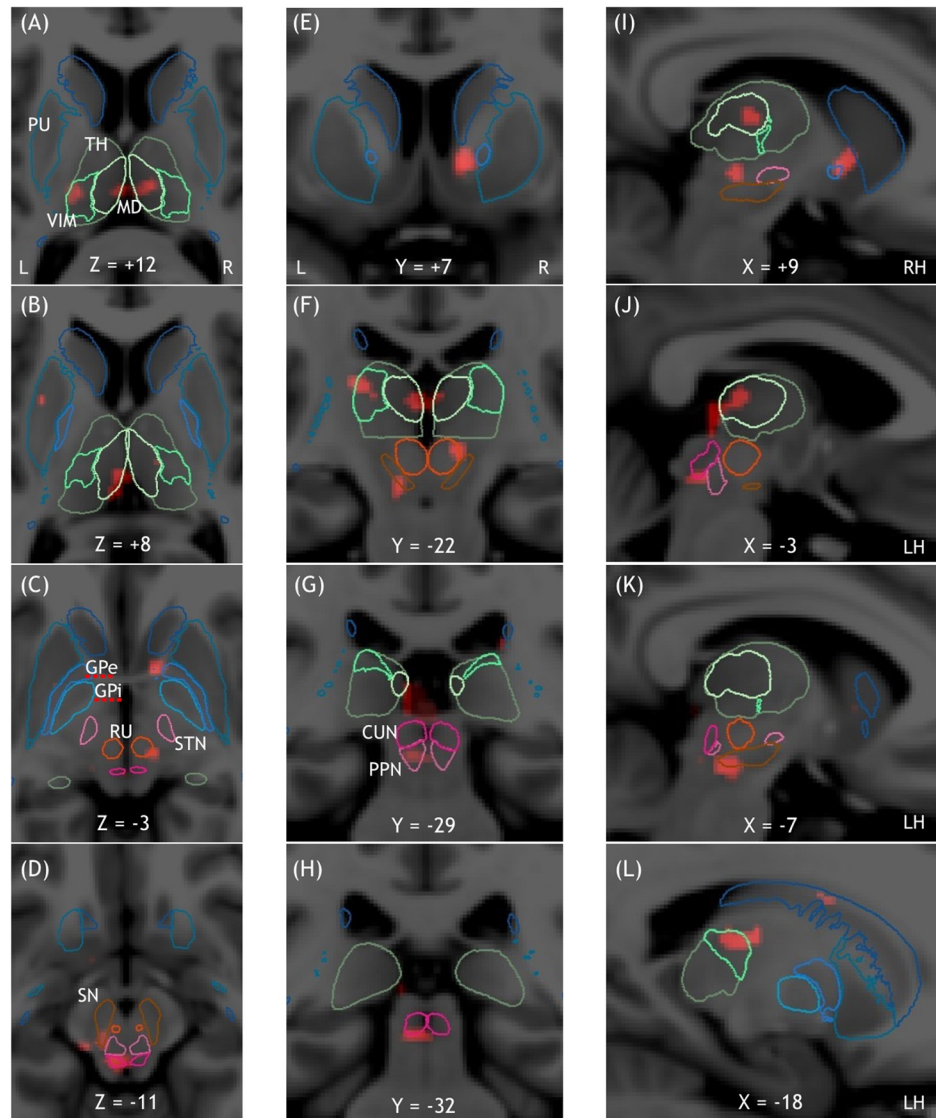 (A)
PU
TH
MD
VIM
L
Z = +12
R
(E)
L
Y = +7
R
(I)
X = +9
RH
(B)
Z = +8
(F)
Y = -22
(J)
X = -3
LH
(C)
GPe
GPi
RU
STN
Z = -3
(G)
CUN
PPN
Y = -29
(K)
X = -7
LH
(D)
SN
Z = -11
(H)
Y = -32
(L)
X = -18
LH